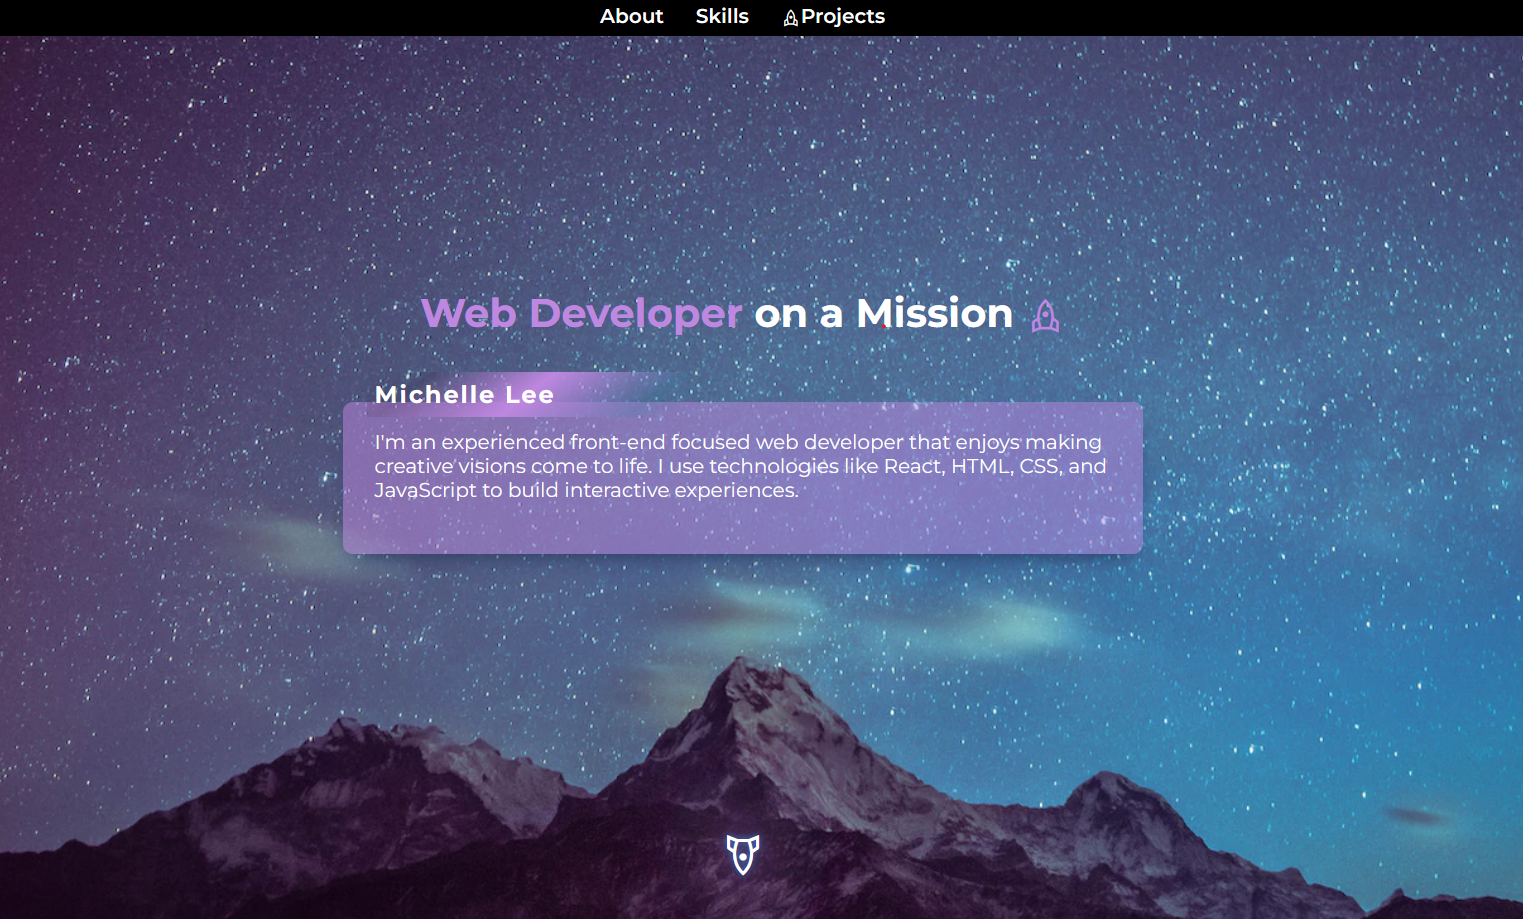 About Skills Projects
Web Developer on a Mission
Michelle Lee
I'm an experienced front-end focused web developer that enjoys making
creative visions come to life. I use technologies like React, HTML, CSS, and
JavaScript to build interactive experiences.